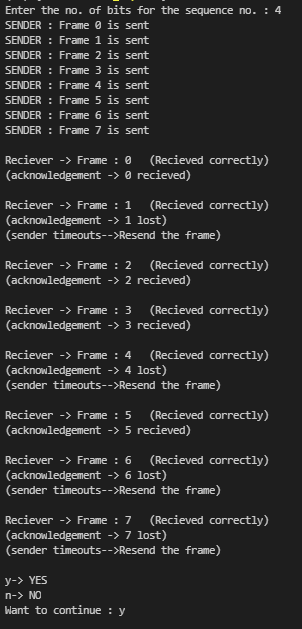 Enter the no. of bits for the sequence no. : 4
SENDER : Frame 0 is sent
SENDER : Frame 1 is sent
SENDER : Frame 2 is sent
SENDER : Frame 3 is sent
SENDER : Frame 4 is sent
SENDER : Frame 5 is sent
SENDER : Frame 6 is sent
SENDER : Frame 7 is sent

Reciever -> Frame : 0   (Recieved correctly)
(acknowledgement -> 0 recieved)

Reciever -> Frame : 1   (Recieved correctly)
(acknowledgement -> 1 lost)
(sender timeouts-->Resend the frame)

Reciever -> Frame : 2   (Recieved correctly)
(acknowledgement -> 2 recieved)

Reciever -> Frame : 3   (Recieved correctly)
(acknowledgement -> 3 recieved)

Reciever -> Frame : 4   (Recieved correctly)
(acknowledgement -> 4 lost)
(sender timeouts-->Resend the frame)

Reciever -> Frame : 5   (Recieved correctly)
(acknowledgement -> 5 recieved)

Reciever -> Frame : 6   (Recieved correctly)
(acknowledgement -> 6 lost)
(sender timeouts-->Resend the frame)

Reciever -> Frame : 7   (Recieved correctly)
(acknowledgement -> 7 lost)
(sender timeouts-->Resend the frame)

y-> YES
n-> NO
Want to continue : y